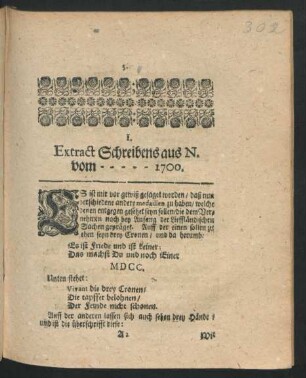 302
I.
Extract Schreibens aus N.
vom - - - - - 1700.
ES ist mir vor gewiß gesaget worden/ daß nun
verschiedene andere medaillen zu haben/ welche
denen entgegen gesetzet seyn sollen/ die dem Ver-
nehmen nach bey Anfang der Liefländischen
Sachen gepräget. Auff der einen sollen zu
sehen seyn drey Cronen/ und da herumb:
Es ist Friede und ist keiner:
Das machst Du und noch Einer
MDCC.
Unten stehet:
Vivant die drey Cronen/
Die tapffer belohnen/
Der Feinde nicht schonen.
Auff der anderen lassen sich auch sehen drey Hände/
und ist die überschrifft diese:
A 2